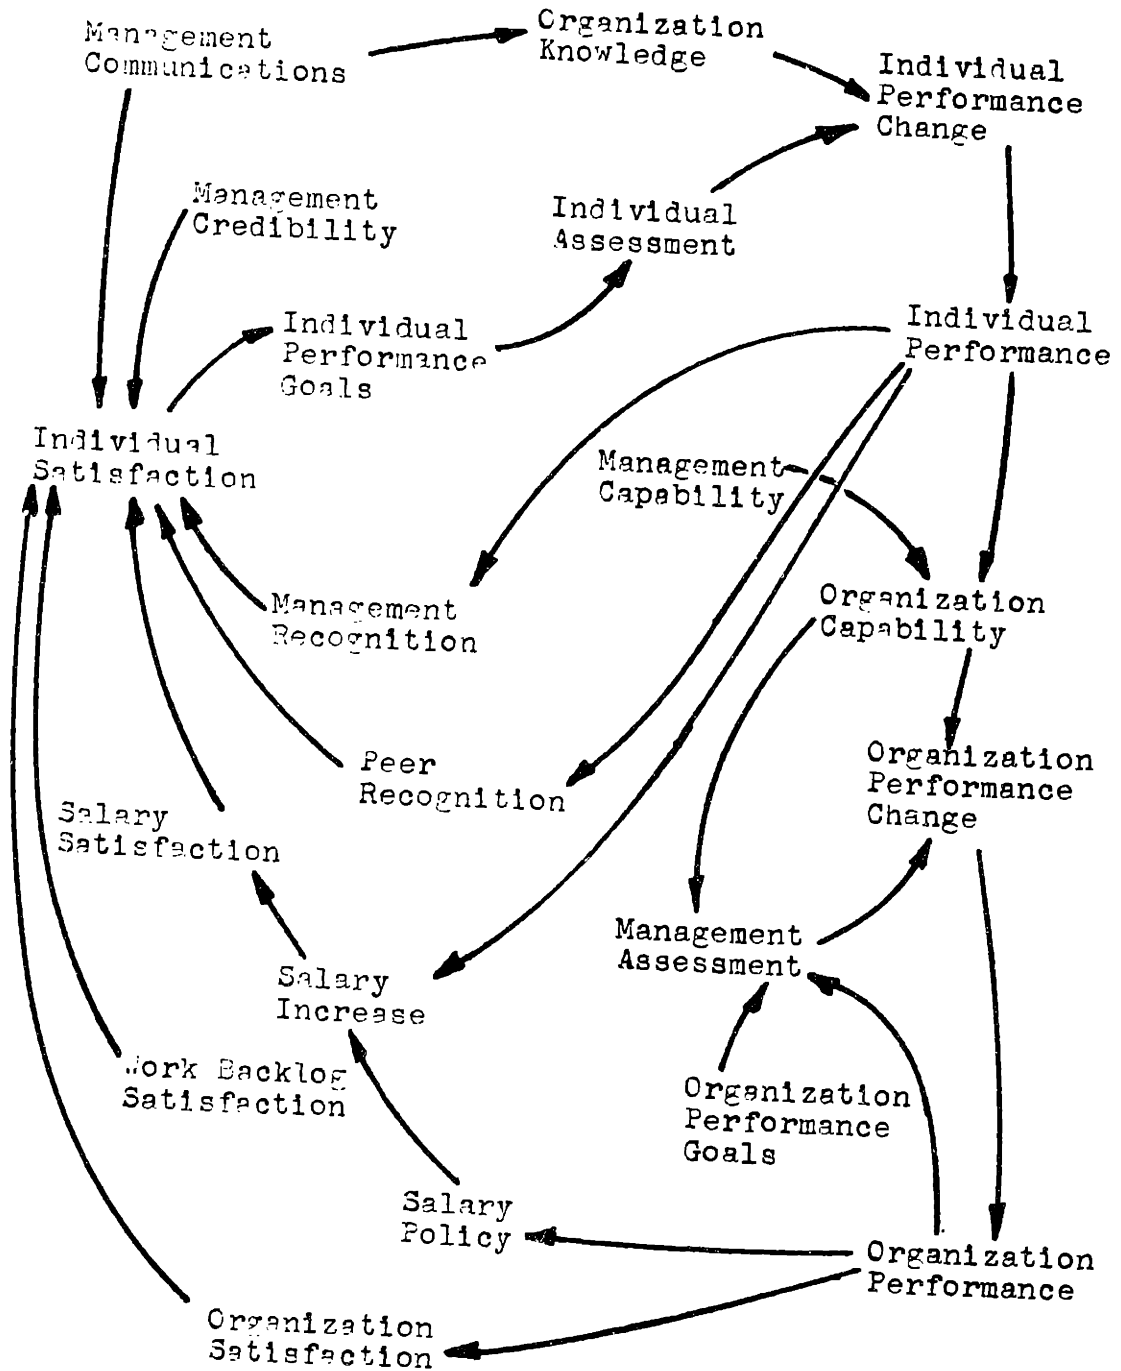 Management
Communications
Organization
Knowledge
Individual
Performance
Change
Management
Credibility
Individual
Assessment
Individual
Performance
Goals
Individual
Performance
Individual
Satisfaction
Management
Capability
Management
Recognition
Organization
Capability
Peer
Recognition
Organization
Performance
Change
Salary
Satisfaction
Management
Assessment
Salary
Increase
Work Backlog
Satisfaction
Organization
Performance
Goals
Salary
Policy
Organization
Performance
Organization
Satisfaction